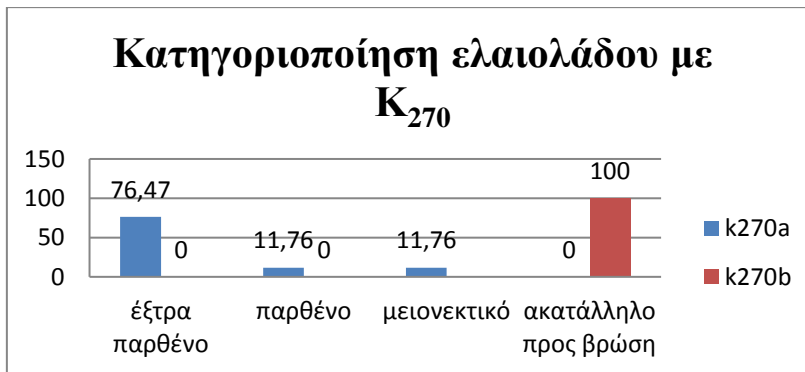 Κατηγοριοποίηση ελαιολάδου με
K270
150
100
50
0
76,47
0
11,76
0
11,76
0
100
έξτρα παρθένο
παρθένο
μειονεκτικό
ακατάλληλο προς βρώση
k270a
k270b